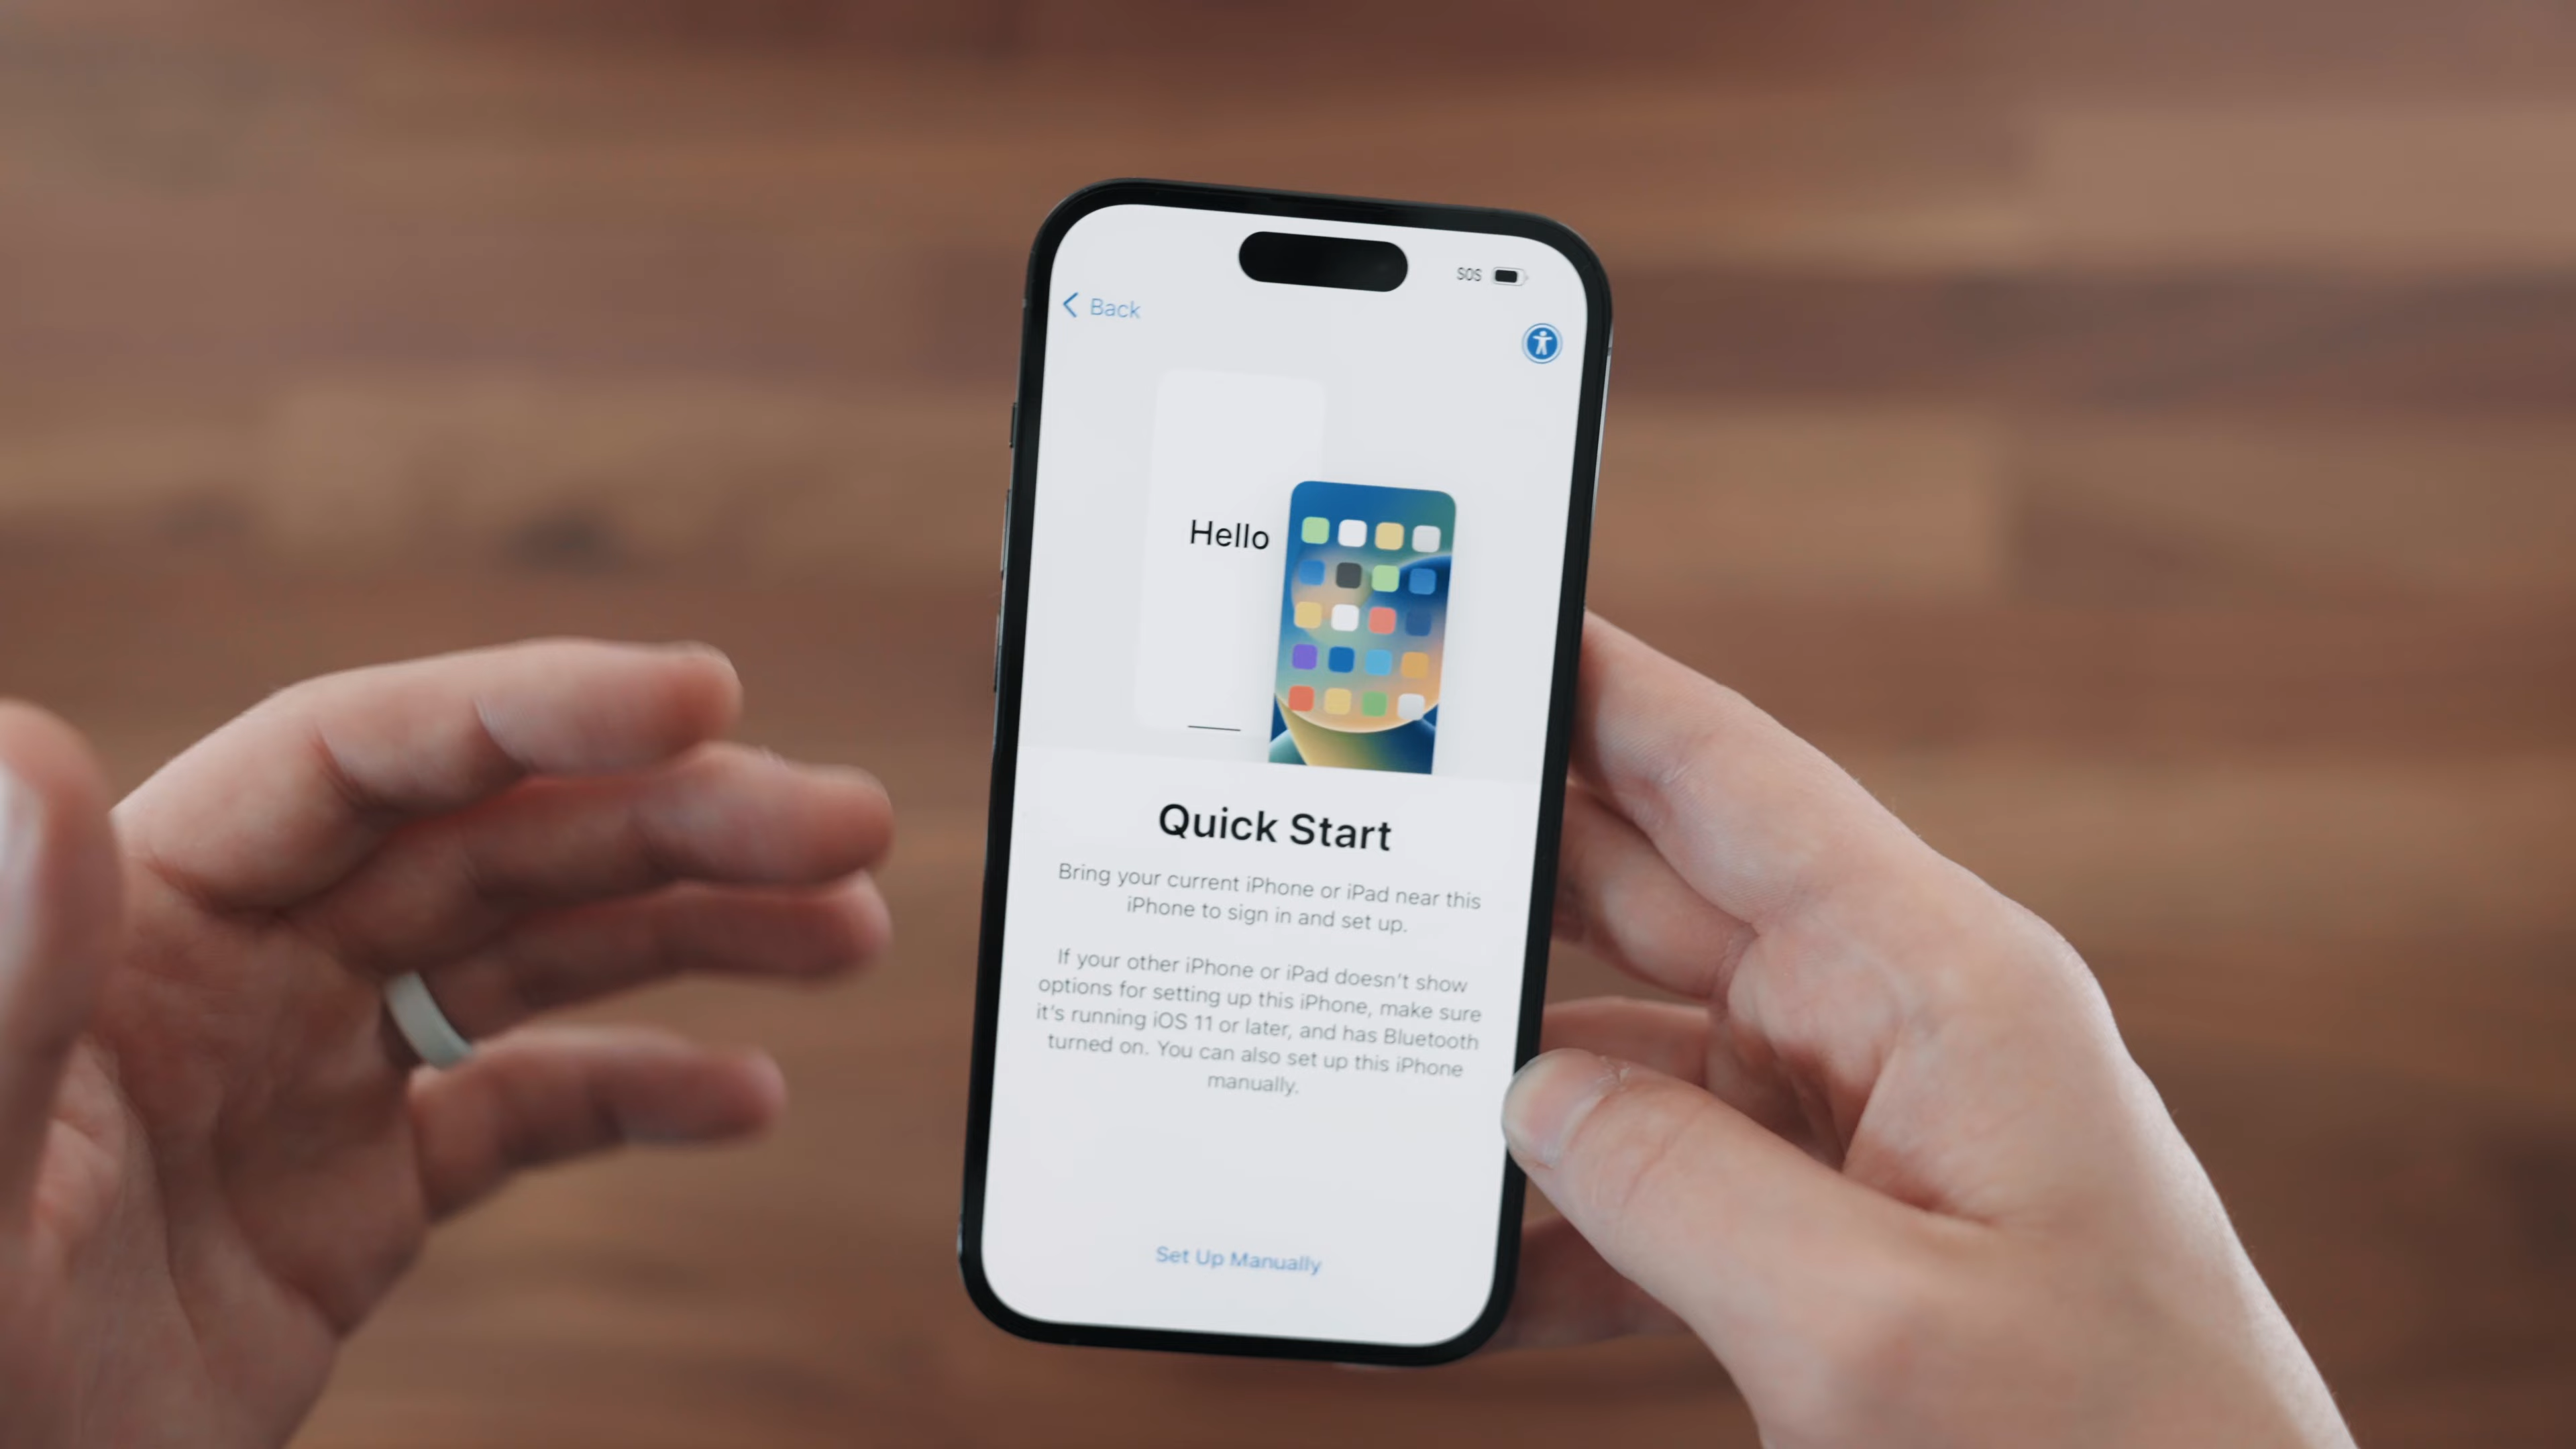 SOS
Back
Hello
Quick Start
Bring your current iPhone or iPad near this
iPhone to sign in and set up.
If your other iPhone or iPad doesn't show
options for setting up this iPhone, make sure
it's running iOS 11 or later, and has Bluetooth
turned on. You can also set up this iPhone
manually.
Set Up Manually